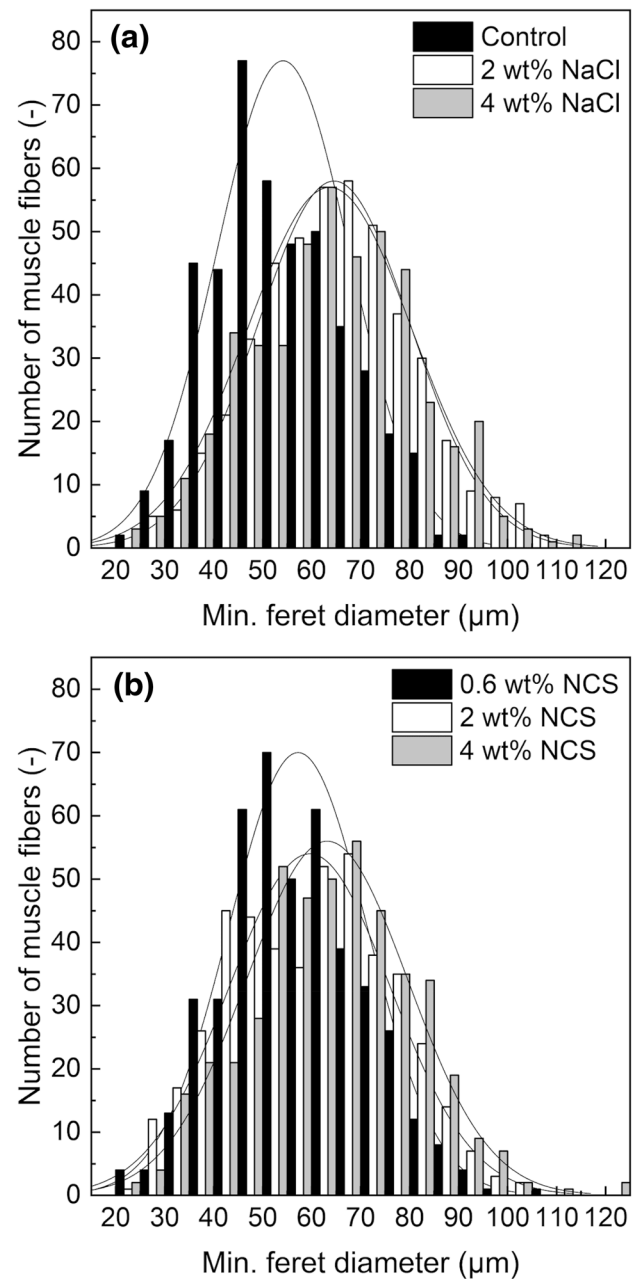 (a)
Control
2 wt% NaCl
4 wt% NaCl
80
70
60
50
40
30
20
10
0
Number of muscle fibers (-)
20 30 40 50 60 70 80 90 100 110 120
Min. feret diameter (µm)
(b)
0.6 wt% NCS
2 wt% NCS
4 wt% NCS
80
70
60
50
40
30
20
10
0
Number of muscle fibers (-)
20 30 40 50 60 70 80 90 100 110 120
Min. feret diameter (µm)